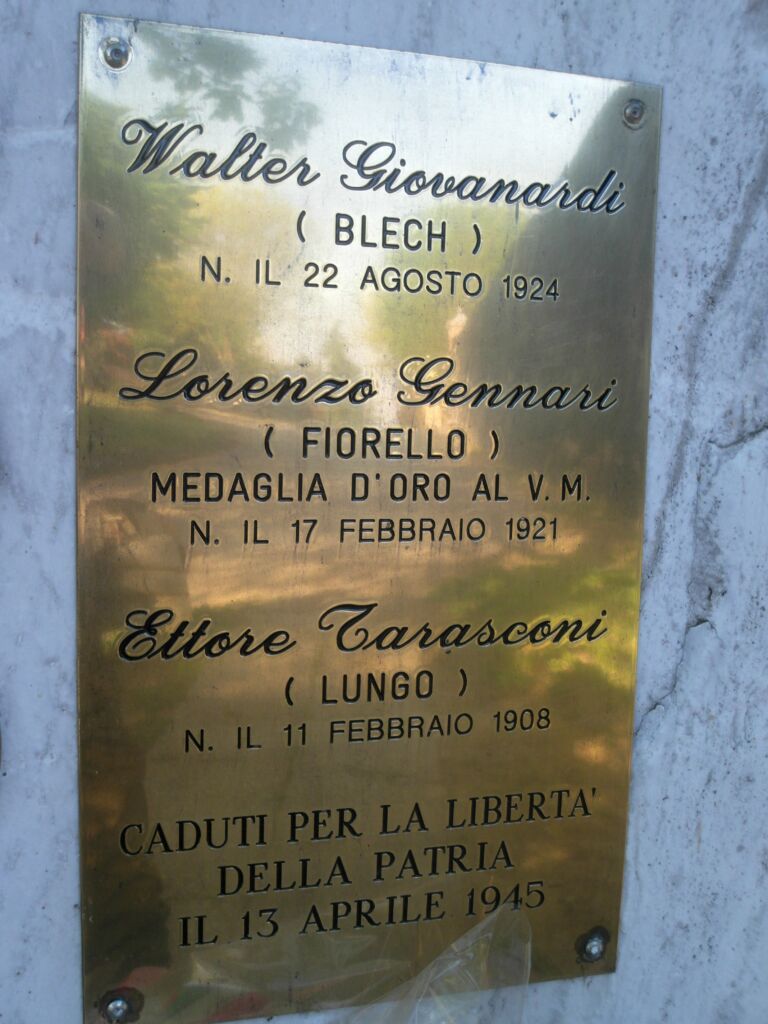 Walter Giovanardi
( BLECH )
N. IL 22 AGOSTO 1924
Lorenzo Gennari
( FIORELLO )
MEDAGLIA D'ORO AL V. M.
N. IL 17 FEBBRAIO 1921
Ettore Tarasconi
( LUNGO )
N. IL 11 FEBBRAIO 1908
CADUTI PER LA LIBERTA'
DELLA PATRIA
IL 13 APRILE 1945